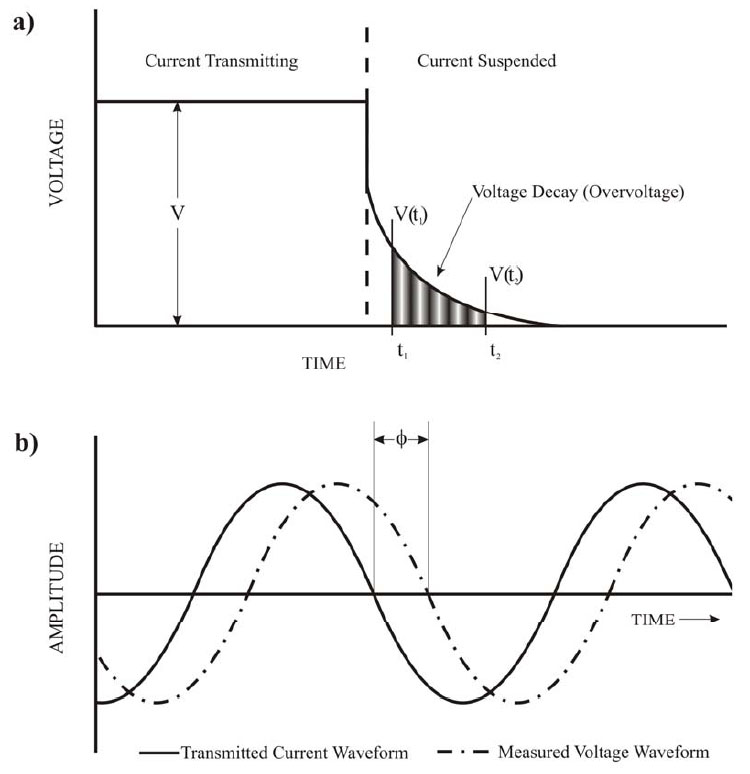 a)
Current Transmitting
Current Suspended
VOLTAGE
Voltage Decay (Overvoltage)
V
V(t₁)
V(t₂)
t₁
t₂
TIME
b)
ϕ
AMPLITUDE
TIME
Transmitted Current Waveform
Measured Voltage Waveform